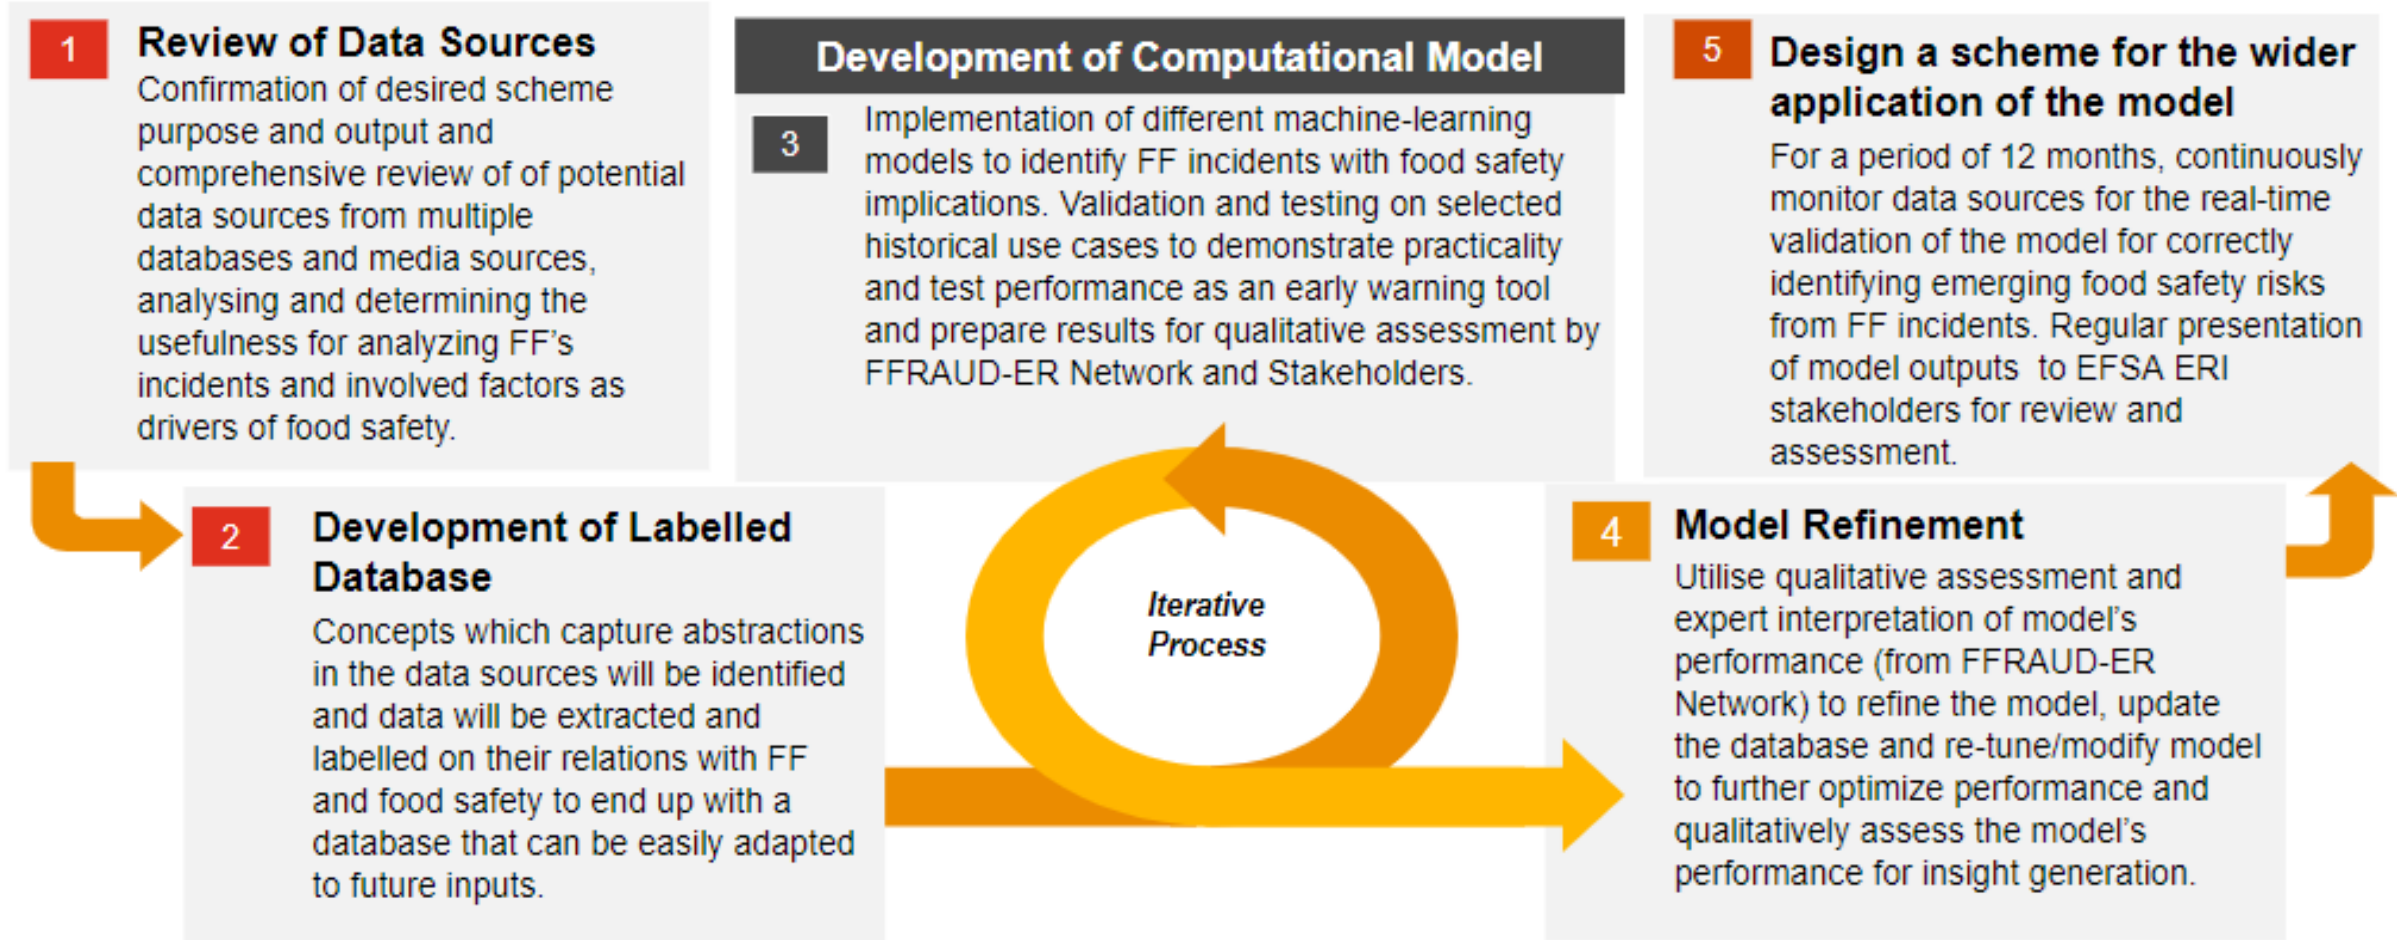 1
Review of Data Sources
Confirmation of desired scheme
purpose and output and
comprehensive review of of potential
data sources from multiple
databases and media sources,
analysing and determining the
usefulness for analyzing FF's
incidents and involved factors as
drivers of food safety.
2
Development of Labelled
Database
Concepts which capture abstractions
in the data sources will be identified
and data will be extracted and
labelled on their relations with FF
and food safety to end up with a
database that can be easily adapted
to future inputs.
Development of Computational Model
3
Implementation of different machine-learning
models to identify FF incidents with food safety
implications. Validation and testing on selected
historical use cases to demonstrate practicality
and test performance as an early warning tool
and prepare results for qualitative assessment by
FFRAUD-ER Network and Stakeholders.
Iterative
Process
4
Model Refinement
Utilise qualitative assessment and
expert interpretation of model's
performance (from FFRAUD-ER
Network) to refine the model, update
the database and re-tune/modify model
to further optimize performance and
qualitatively assess the model's
performance for insight generation.
5
Design a scheme for the wider
application of the model
For a period of 12 months, continuously
monitor data sources for the real-time
validation of the model for correctly
identifying emerging food safety risks
from FF incidents. Regular presentation
of model outputs  to EFSA ERI
stakeholders for review and
assessment.